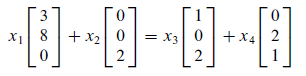 x₁ [3 8 0] + x₂ [0 0 2] = x₃ [1 0 2] + x₄ [0 2 1]